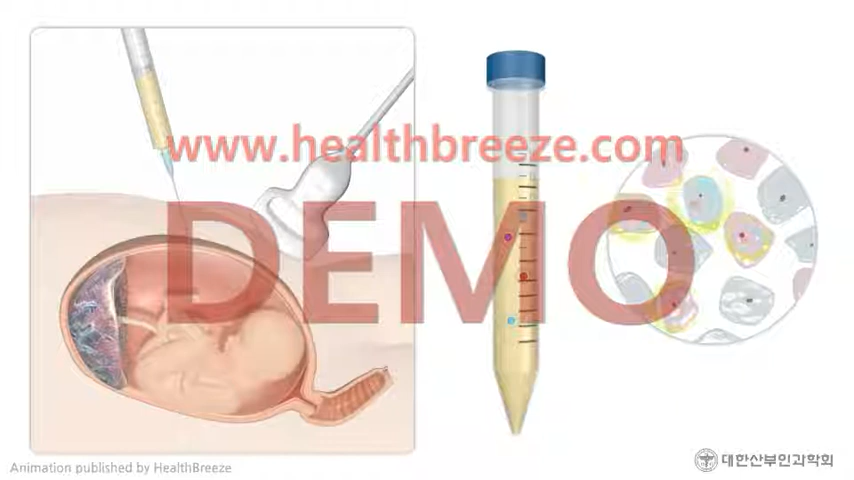 www.healthbreeze.com
DEMO
Animation published by HealthBreeze
대한산부인과학회